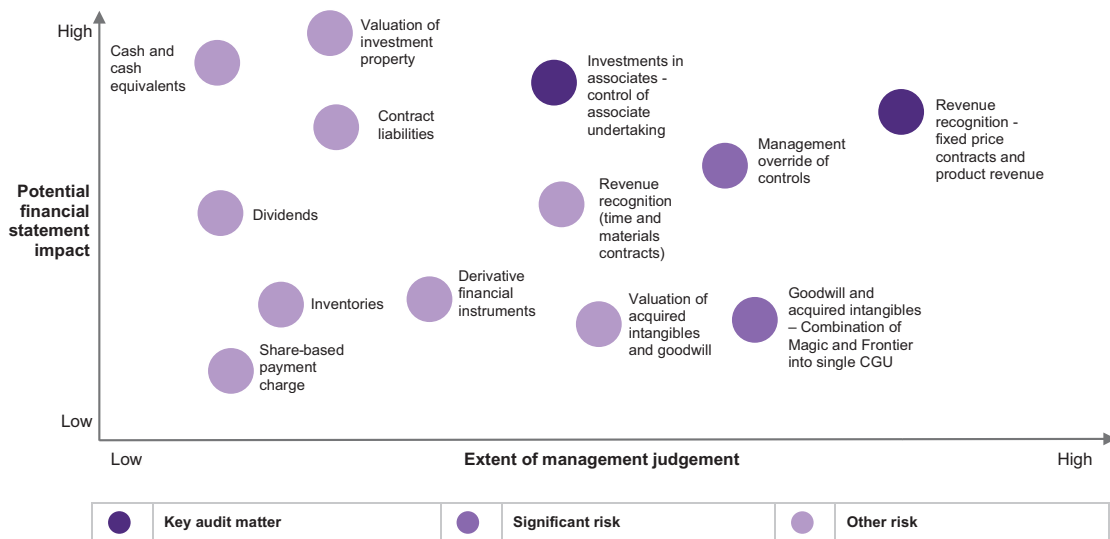 High
Cash and
cash
equivalents
Valuation of
investment
property
Contract
liabilities
Investments in
associates -
control of
associate
undertaking
Revenue
recognition -
fixed price
contracts and
product revenue
Management
override of
controls
Potential
financial
statement
impact
Dividends
Revenue
recognition
(time and
materials
contracts)
Inventories
Derivative
financial
instruments
Valuation of
acquired
intangibles
and goodwill
Goodwill and
acquired intangibles
– Combination of
Magic and Frontier
into single CGU
Share-based
payment
charge
Low
Low
Extent of management judgement
High
Key audit matter
Significant risk
Other risk